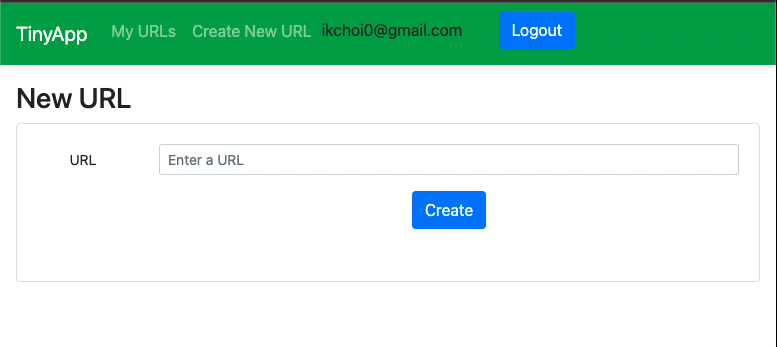 TinyApp My URLs Create New URL ikchoi0@gmail.com Logout
New URL
URL Enter a URL
Create